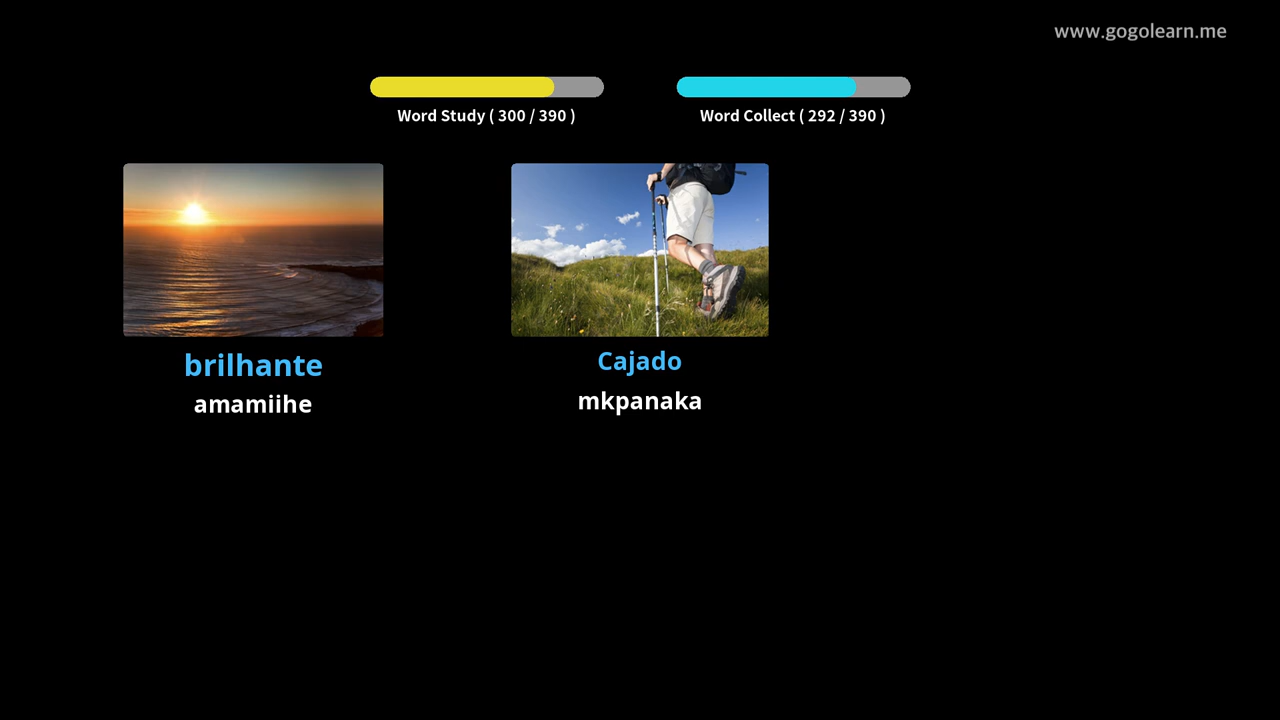 www.gogolearn.me
Word Study ( 300 / 390 )
Word Collect ( 292 / 390 )
brilhante
amamiihe
Cajado
mkpanaka